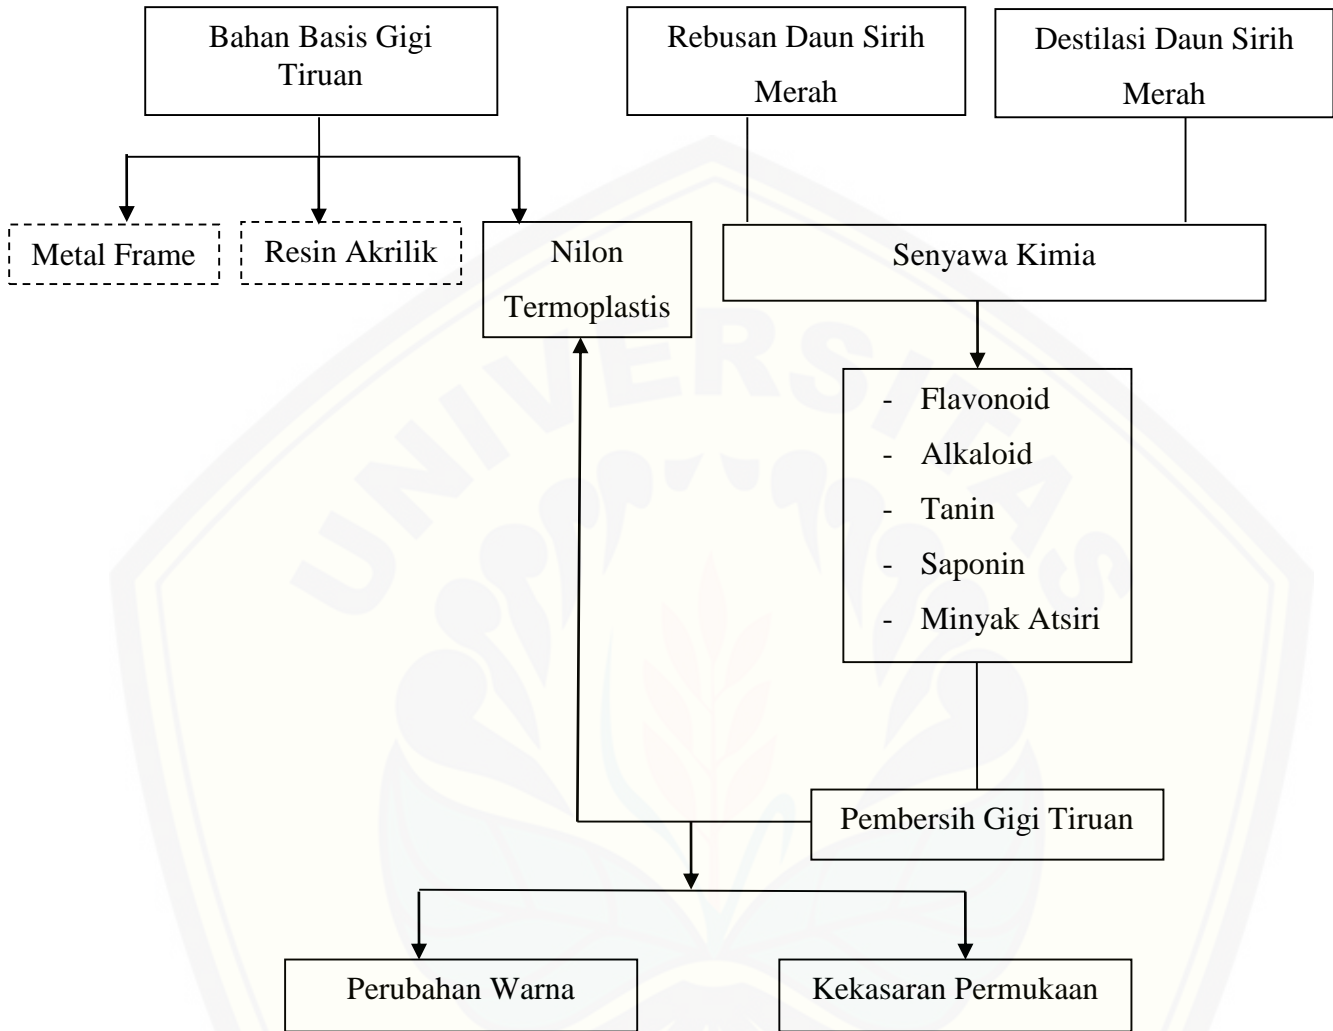 Bahan Basis Gigi
Tiruan
Rebusan Daun Sirih
Merah
Destilasi Daun Sirih
Merah
Metal Frame
Resin Akrilik
Nilon
Termoplastis
Senyawa Kimia
- Flavonoid
- Alkaloid
- Tanin
- Saponin
- Minyak Atsiri
Pembersih Gigi Tiruan
Perubahan Warna
Kekasaran Permukaan
UNIVERSITAS